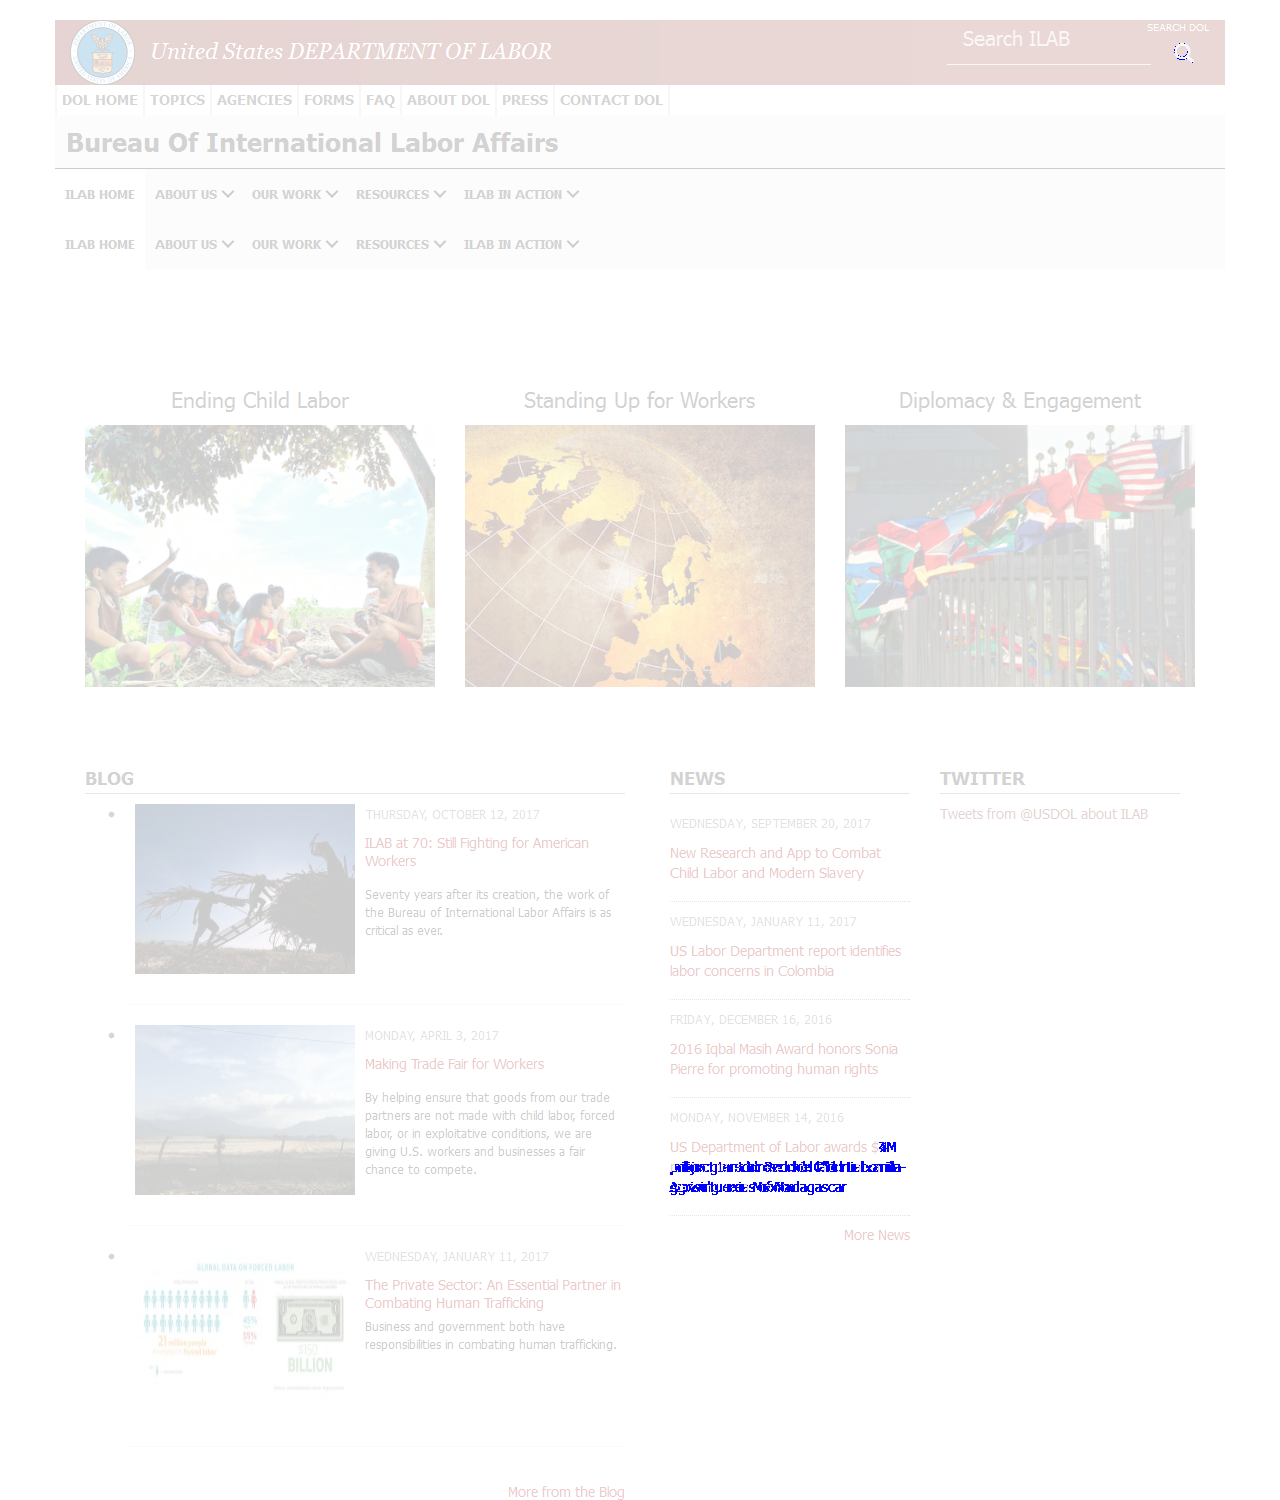 United States DEPARTMENT OF LABOR
Search ILAB
SEARCH DOL
DOL HOME TOPICS AGENCIES FORMS FAQ ABOUT DOL PRESS CONTACT DOL
Bureau Of International Labor Affairs
ILAB HOME ABOUT US OUR WORK RESOURCES ILAB IN ACTION
ILAB HOME ABOUT US OUR WORK RESOURCES ILAB IN ACTION
Ending Child Labor
Standing Up for Workers
Diplomacy & Engagement
BLOG
THURSDAY, OCTOBER 12, 2017
ILAB at 70: Still Fighting for American
Workers
Seventy years after its creation, the work of
the Bureau of International Labor Affairs is as
critical as ever.
MONDAY, APRIL 3, 2017
Making Trade Fair for Workers
By helping ensure that goods from our trade
partners are not made with child labor, forced
labor, or in exploitative conditions, we are
giving U.S. workers and businesses a fair
chance to compete.
GLOBAL DATA ON FORCED LABOR
21 million people
45%
55%
$150
BILLION
WEDNESDAY, JANUARY 11, 2017
The Private Sector: An Essential Partner in
Combating Human Trafficking
Business and government both have
responsibilities in combating human trafficking.
More from the Blog
NEWS
WEDNESDAY, SEPTEMBER 20, 2017
New Research and App to Combat
Child Labor and Modern Slavery
WEDNESDAY, JANUARY 11, 2017
US Labor Department report identifies
labor concerns in Colombia
FRIDAY, DECEMBER 16, 2016
2016 Iqbal Masih Award honors Sonia
Pierre for promoting human rights
MONDAY, NOVEMBER 14, 2016
US Department of Labor awards
More News
TWITTER
Tweets from @USDOL about ILAB